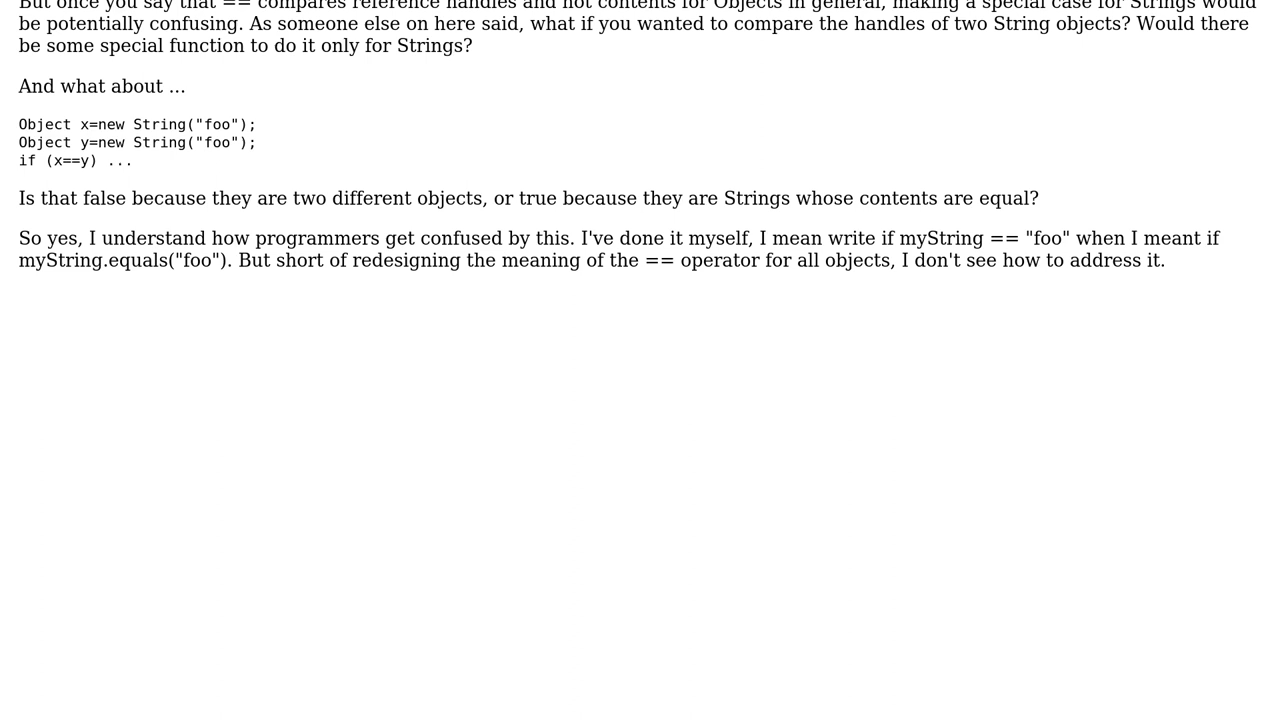 But once you say that == compares reference handles and not contents for Objects in general, making a special case for Strings would
be potentially confusing. As someone else on here said, what if you wanted to compare the handles of two String objects? Would there
be some special function to do it only for Strings?
And what about ...
Object x=new String("foo");
Object y=new String("foo");
if (x==y) ...
Is that false because they are two different objects, or true because they are Strings whose contents are equal?
So yes, I understand how programmers get confused by this. I've done it myself, I mean write if myString == "foo" when I meant if
myString.equals("foo"). But short of redesigning the meaning of the == operator for all objects, I don't see how to address it.